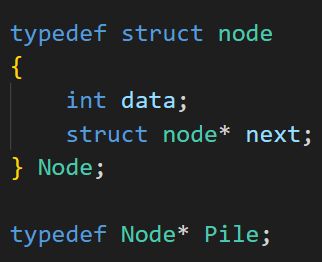 typedef struct node
{
    int data;
    struct node* next;
} Node;
typedef Node* Pile;